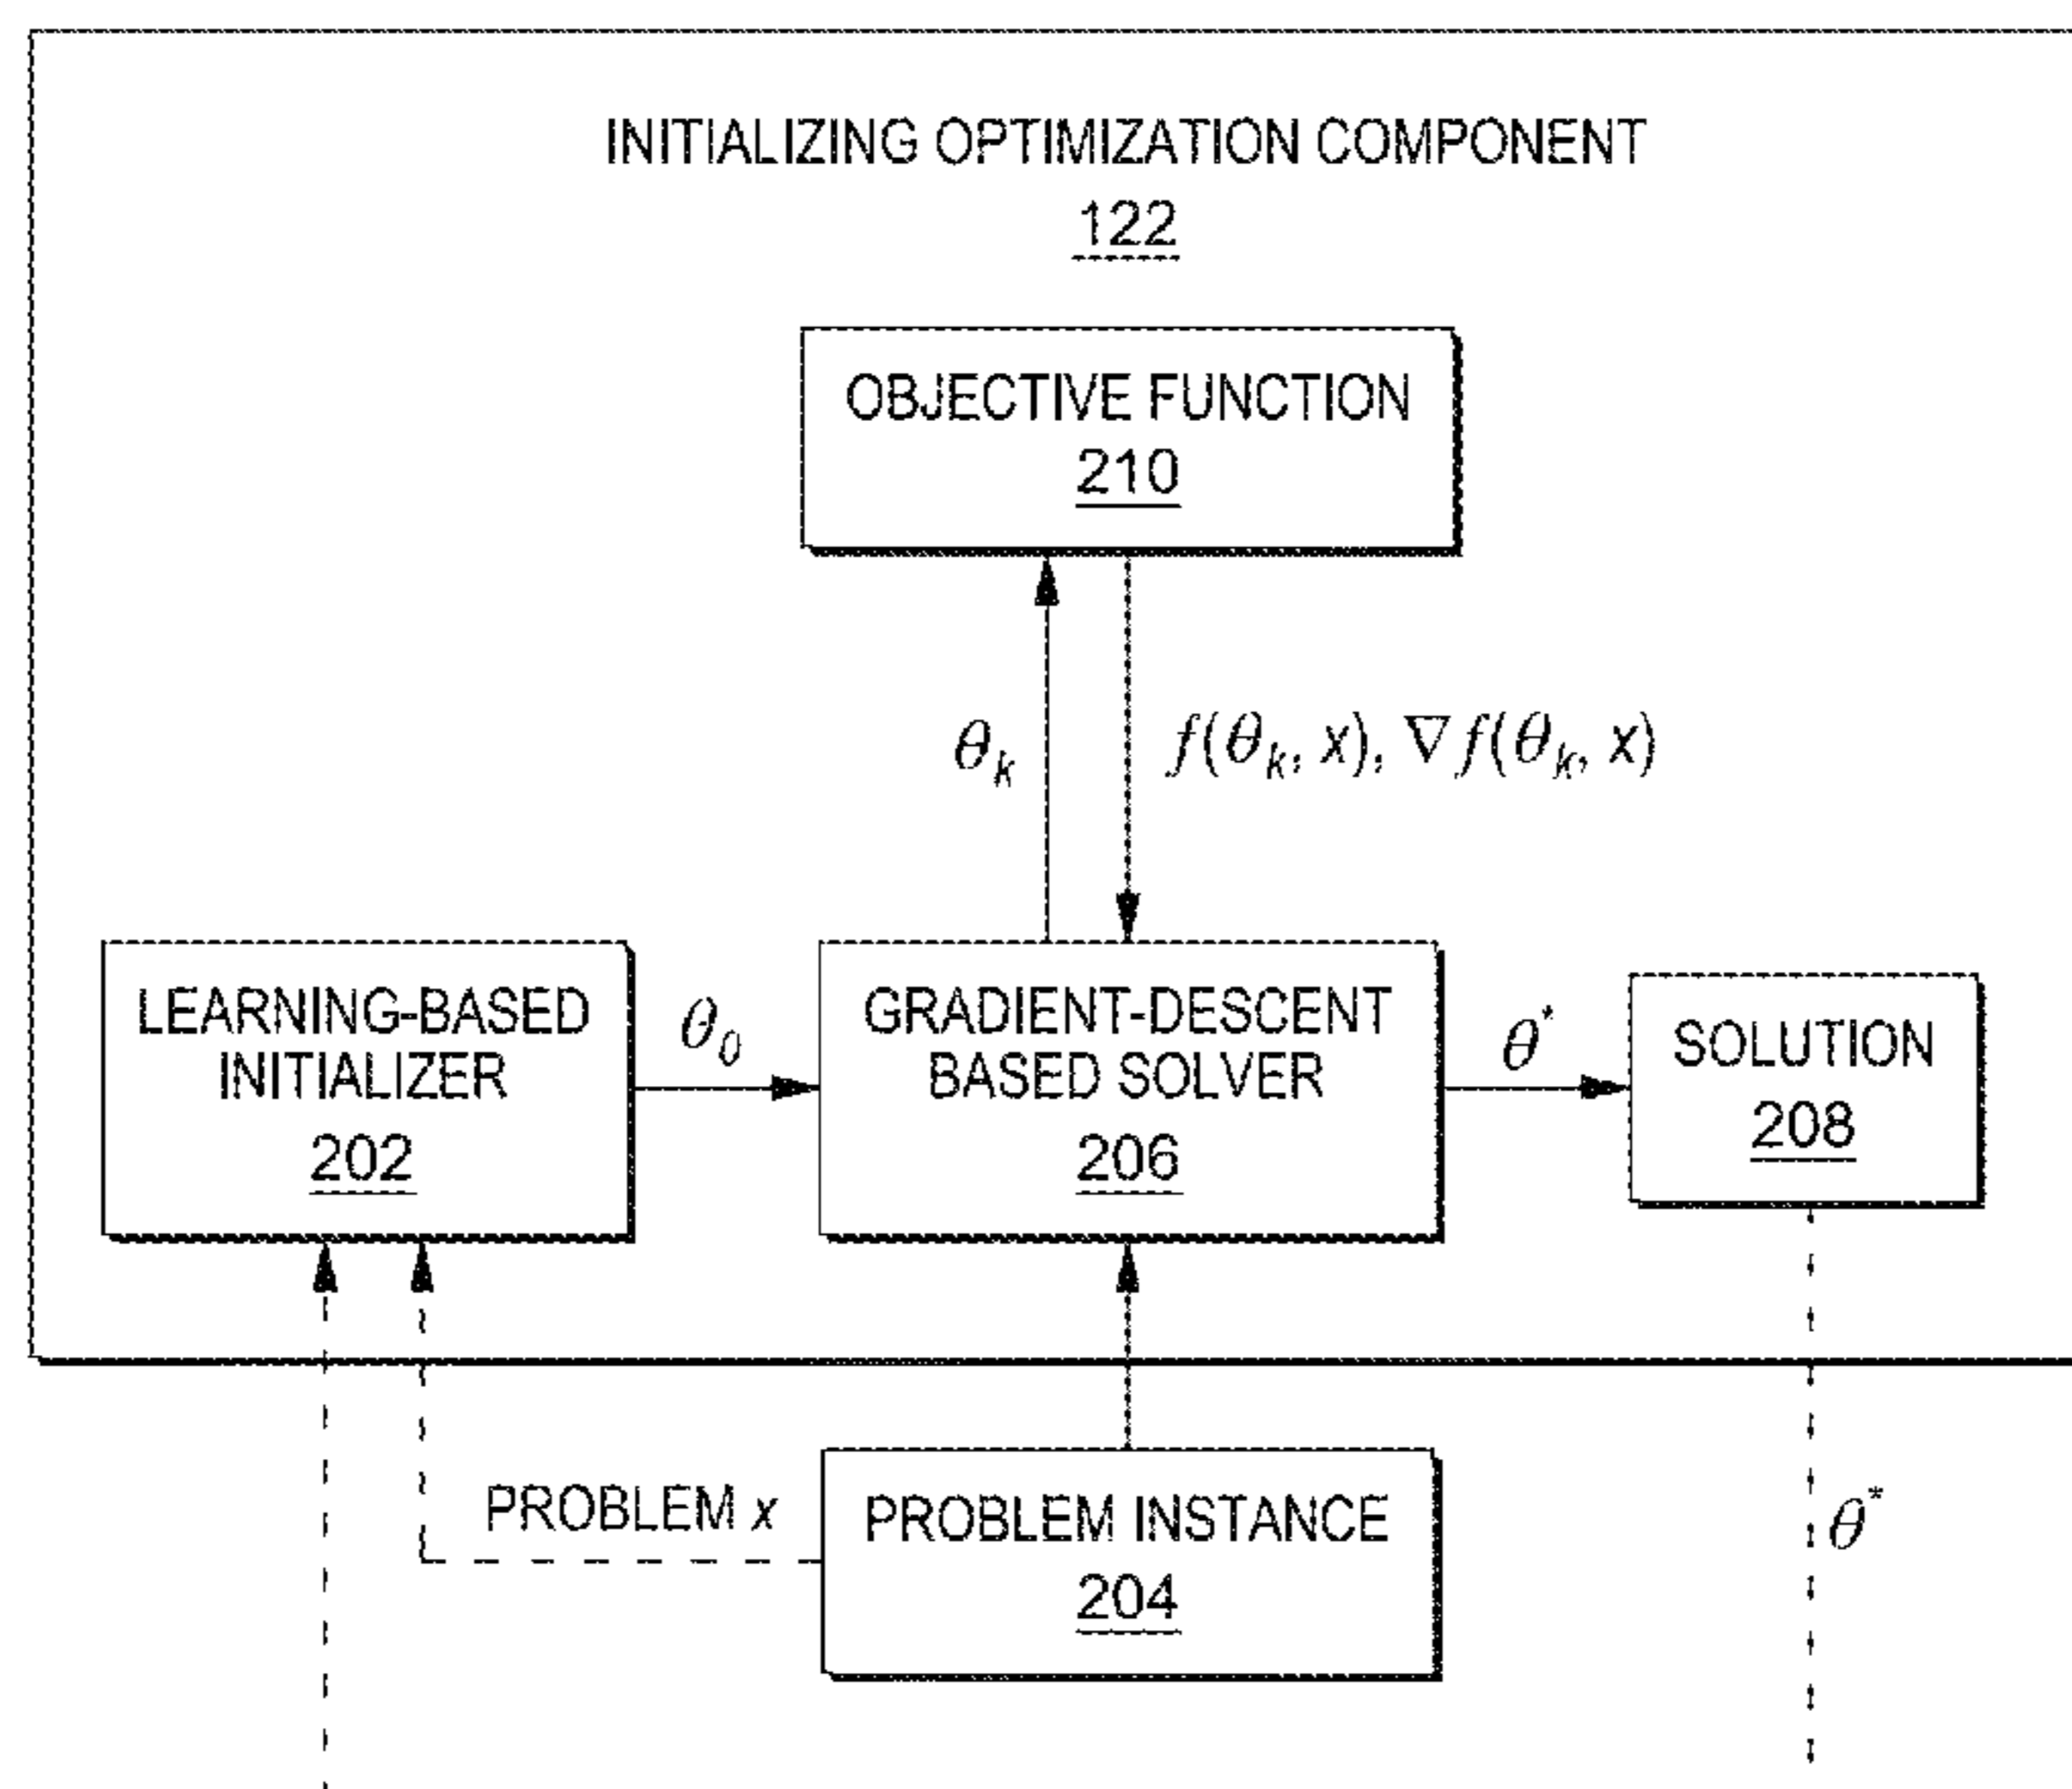 INITIALIZING OPTIMIZATION COMPONENT
122
OBJECTIVE FUNCTION
210
θₖ
f(θₖ, x), ∇f(θₖ, x)
LEARNING-BASED
INITIALIZER
202
θ₀
GRADIENT-DESCENT
BASED SOLVER
206
θ*
SOLUTION
208
PROBLEM x
PROBLEM INSTANCE
204
θ*